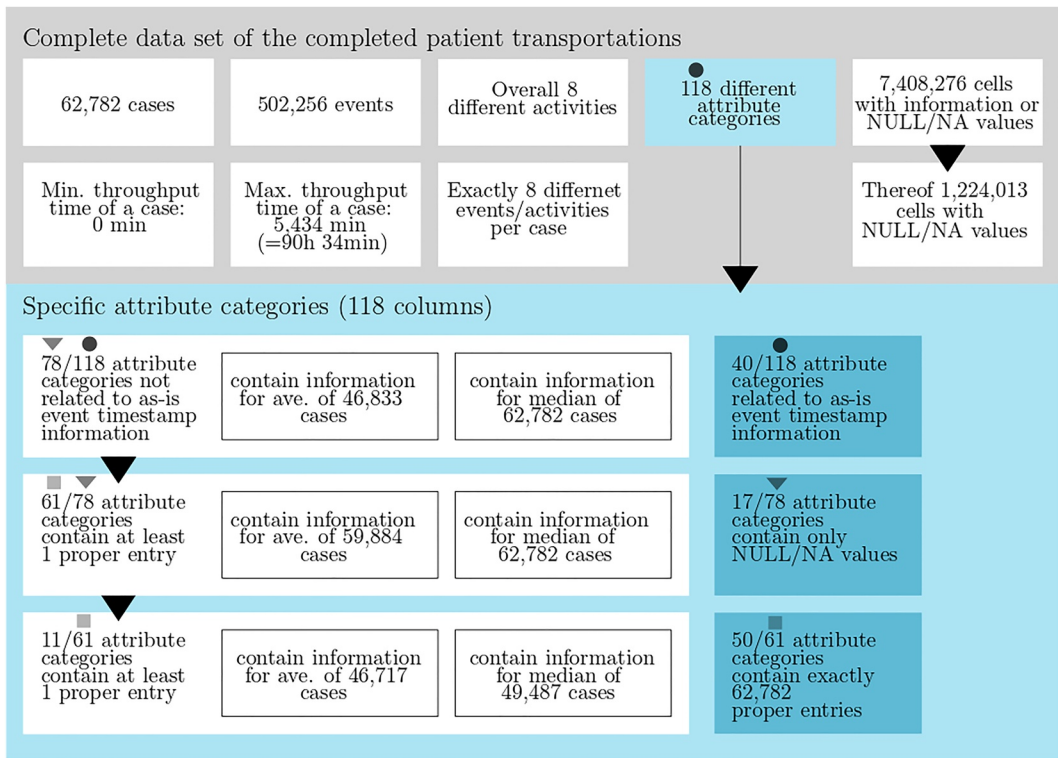 Complete data set of the completed patient transportations
62,782 cases
502,256 events
Overall 8
different activities
118 different
attribute
categories
7,408,276 cells
with information or
NULL/NA values
Min. throughput
time of a case:
0 min
Max. throughput
time of a case:
5,434 min
(=90h 34min)
Exactly 8 differnet
events/activities
per case
Thereof 1,224,013
cells with
NULL/NA values
Specific attribute categories (118 columns)
78/118 attribute
categories not
related to as-is
event timestamp
information
contain information
for ave. of 46,833
cases
contain information
for median of
62,782 cases
40/118 attribute
categories
related to as-is
event timestamp
information
61/78 attribute
categories
contain at least
1 proper entry
contain information
for ave. of 59,884
cases
contain information
for median of
62,782 cases
17/78 attribute
categories
contain only
NULL/NA values
11/61 attribute
categories
contain at least
1 proper entry
contain information
for ave. of 46,717
cases
contain information
for median of
49,487 cases
50/61 attribute
categories
contain exactly
62,782
proper entries